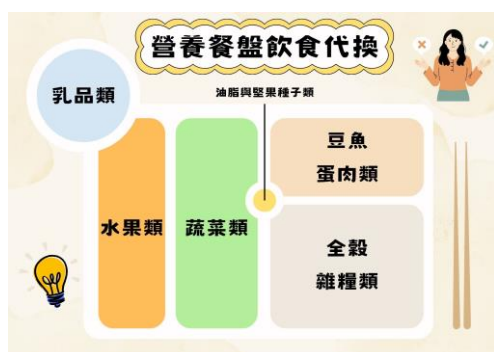 營養餐盤飲食代換
乳品類
油脂與堅果種子類
水果類
蔬菜類
豆魚
蛋肉類
全穀
雜糧類